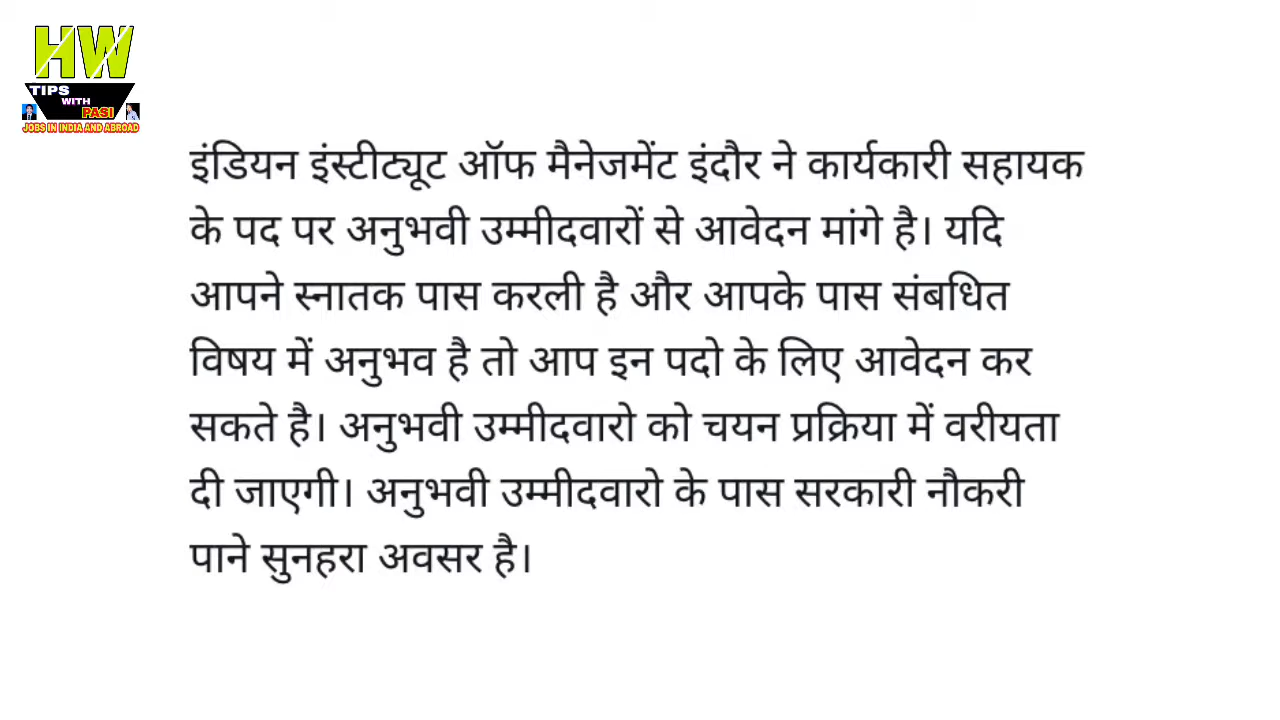 HW
TIPS
WITH
PASI
JOBS IN INDIA AND ABROAD
इंडियन इंस्टीट्यूट ऑफ मैनेजमेंट इंदौर ने कार्यकारी सहायक
के पद पर अनुभवी उम्मीदवारों से आवेदन मांगे है। यदि
आपने स्नातक पास करली है और आपके पास संबधित
विषय में अनुभव है तो आप इन पदो के लिए आवेदन कर
सकते है। अनुभवी उम्मीदवारो को चयन प्रक्रिया में वरीयता
दी जाएगी। अनुभवी उम्मीदवारो के पास सरकारी नौकरी
पाने सुनहरा अवसर है।